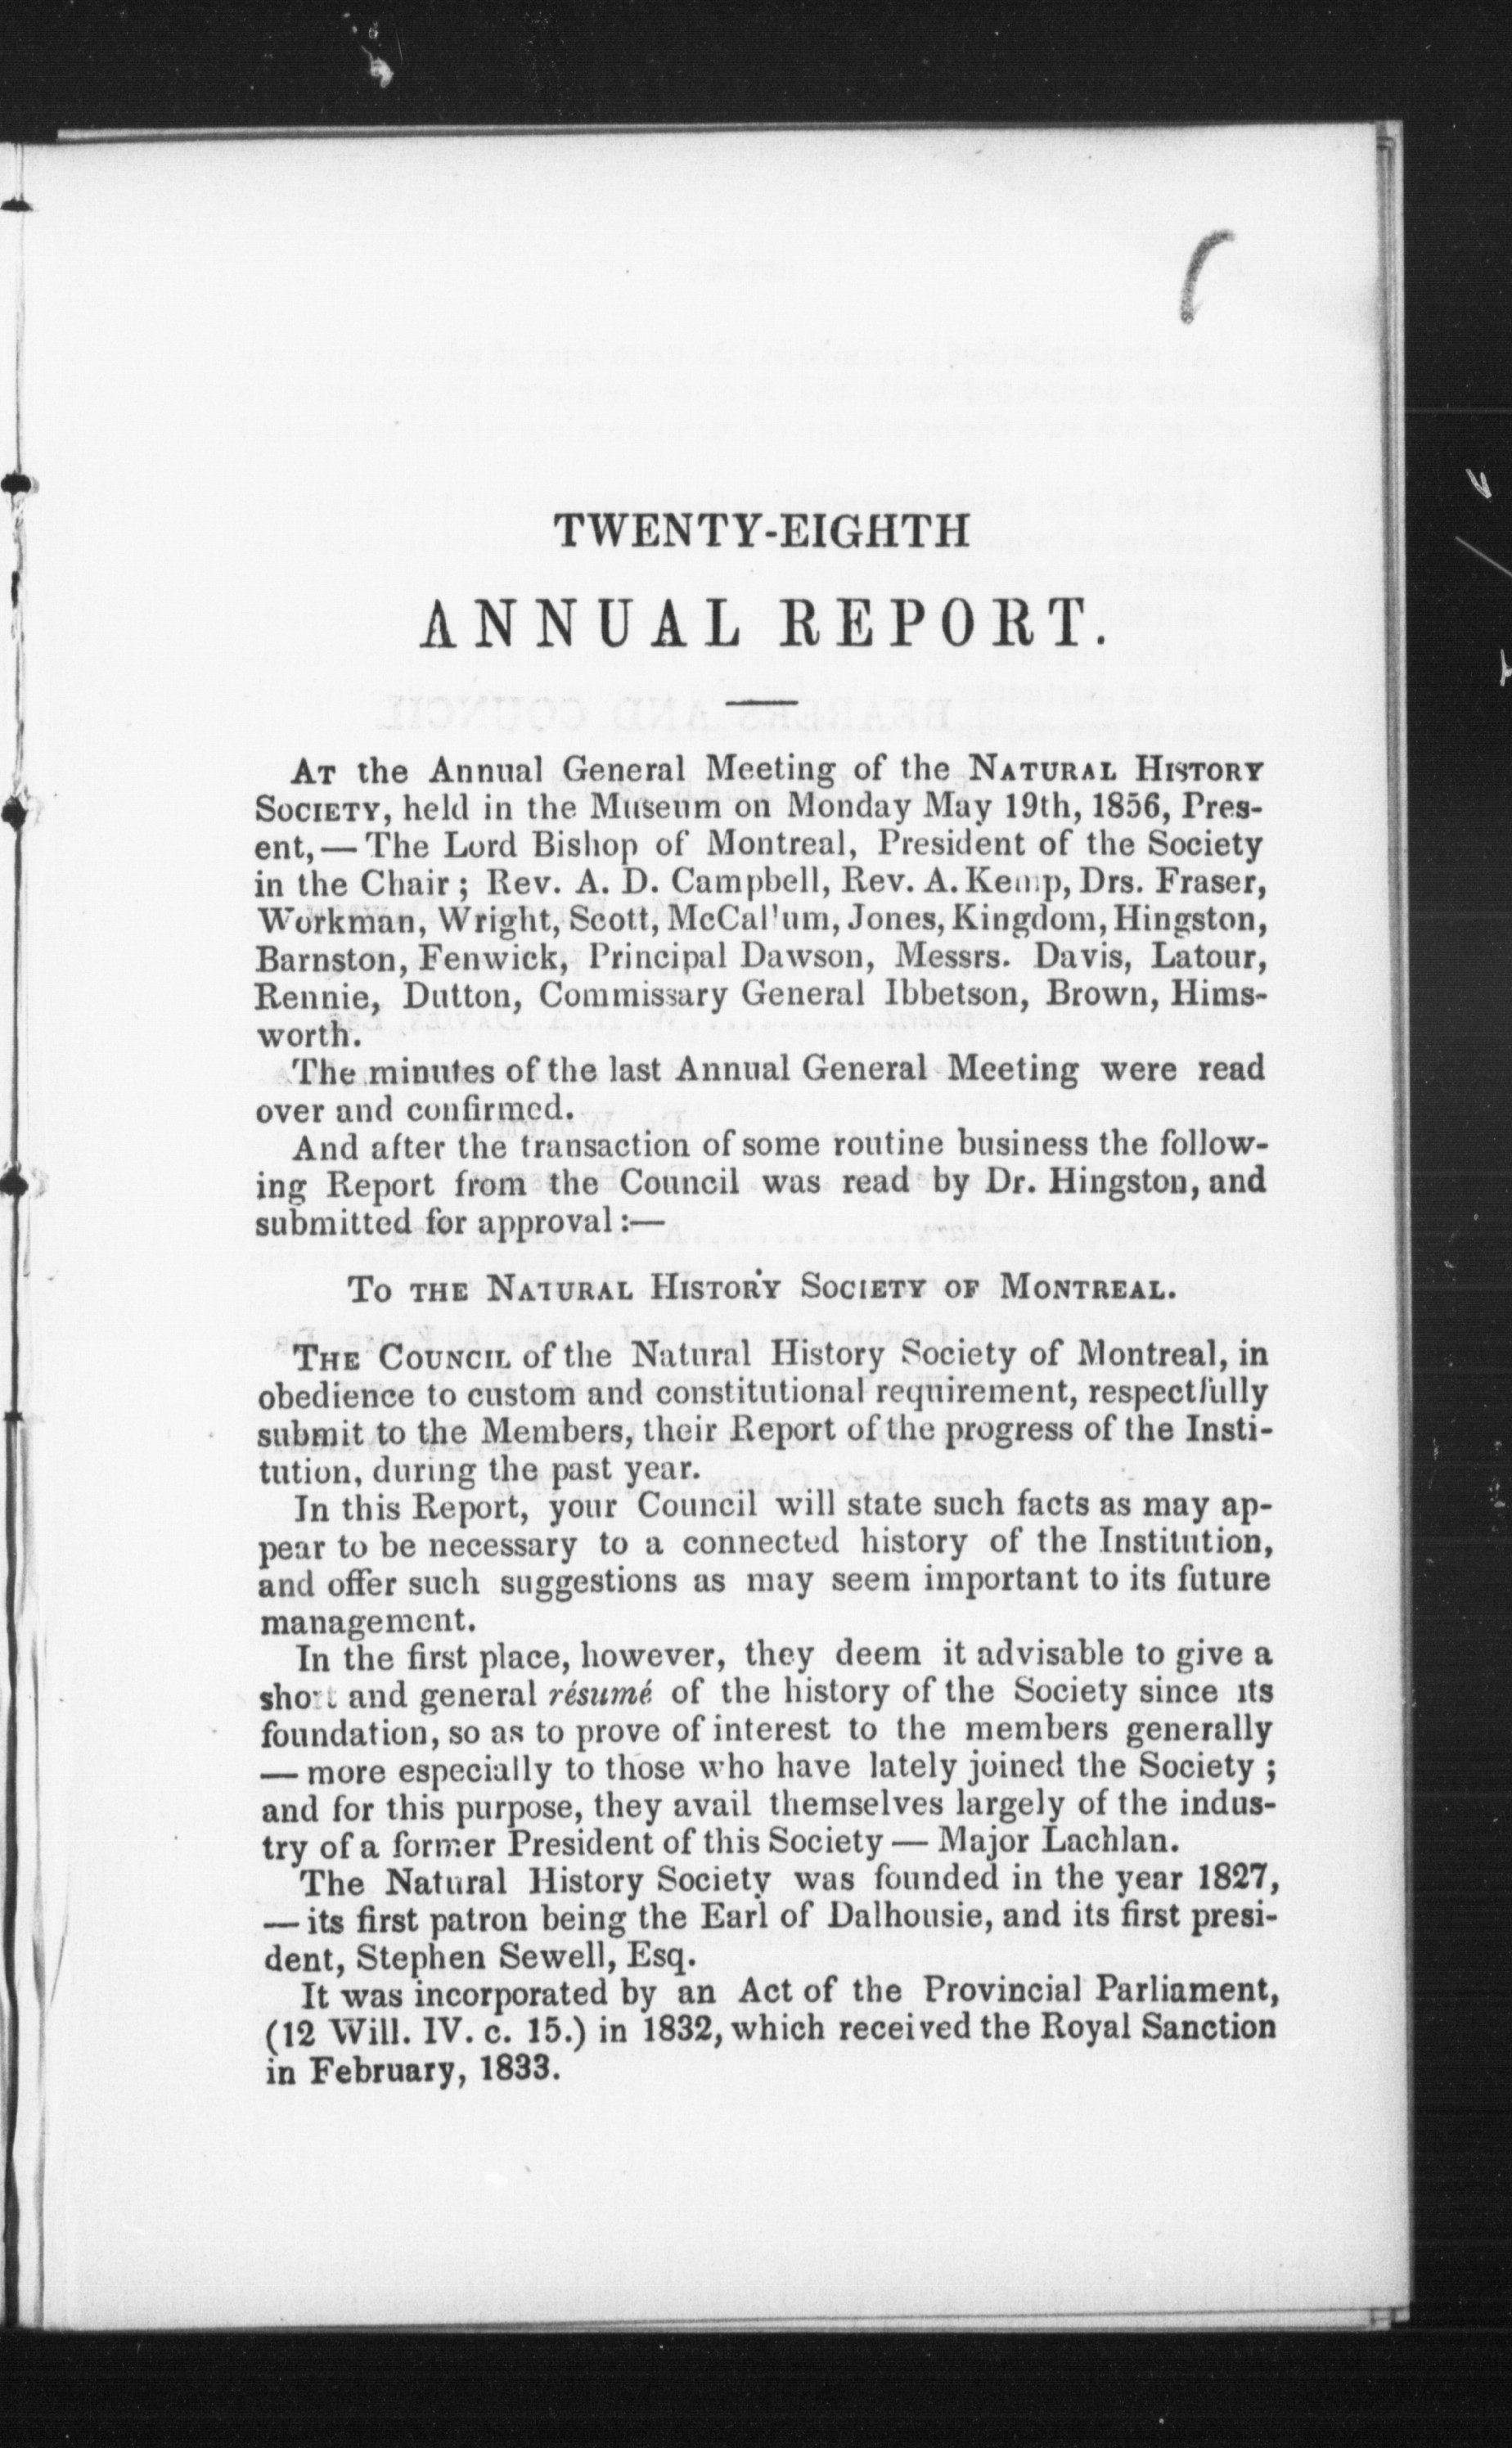 TWENTY-EIGHTH
ANNUAL REPORT.
AT the Annual General Meeting of the NATURAL HISTORY
SOCIETY, held in the Museum on Monday May 19th, 1856, Pres-
ent,— The Lord Bishop of Montreal, President of the Society
in the Chair; Rev. A. D. Campbell, Rev. A. Kemp, Drs. Fraser,
Workman, Wright, Scott, McCallum, Jones, Kingdom, Hingston,
Barnston, Fenwick, Principal Dawson, Messrs. Davis, Latour,
Rennie, Dutton, Commissary General Ibbetson, Brown, Hims-
worth.
The minutes of the last Annual General Meeting were read
over and confirmed.
And after the transaction of some routine business the follow-
ing Report from the Council was read by Dr. Hingston, and
submitted for approval :—
TO THE NATURAL HISTORY SOCIETY OF MONTREAL.
THE COUNCIL of the Natural History Society of Montreal, in
obedience to custom and constitutional requirement, respectfully
submit to the Members, their Report of the progress of the Insti-
tution, during the past year.
In this Report, your Council will state such facts as may ap-
pear to be necessary to a connected history of the Institution,
and offer such suggestions as may seem important to its future
management.
In the first place, however, they deem it advisable to give a
short and general résumé of the history of the Society since its
foundation, so as to prove of interest to the members generally
— more especially to those who have lately joined the Society ;
and for this purpose, they avail themselves largely of the indus-
try of a former President of this Society — Major Lachlan.
The Natural History Society was founded in the year 1827,
— its first patron being the Earl of Dalhousie, and its first presi-
dent, Stephen Sewell, Esq.
It was incorporated by an Act of the Provincial Parliament,
(12 Will. IV. c. 15.) in 1832, which received the Royal Sanction
in February, 1833.